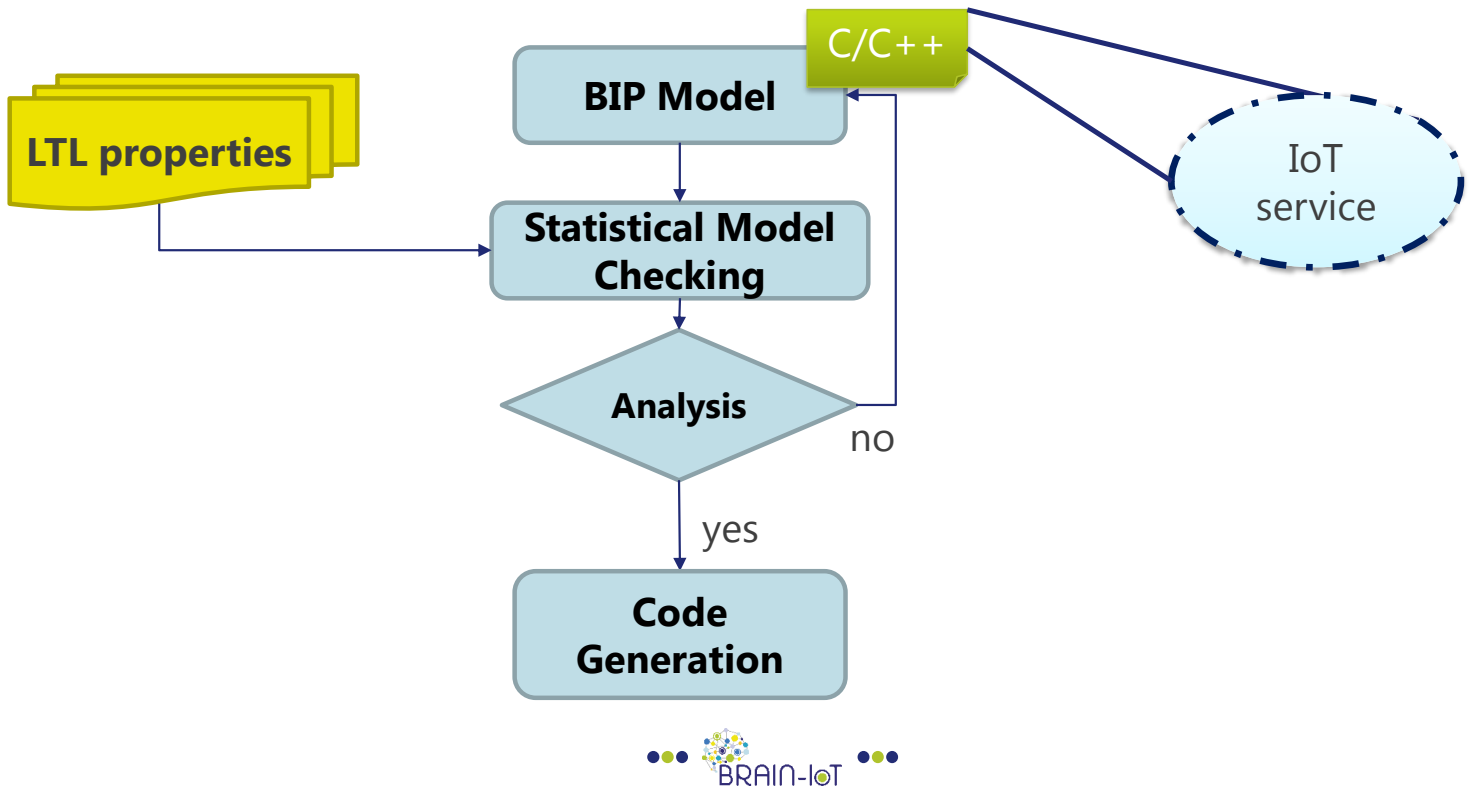 C/C++
BIP Model
LTL properties
IoT
service
Statistical Model
Checking
Analysis
no
yes
Code
Generation
BRAIN-IoT